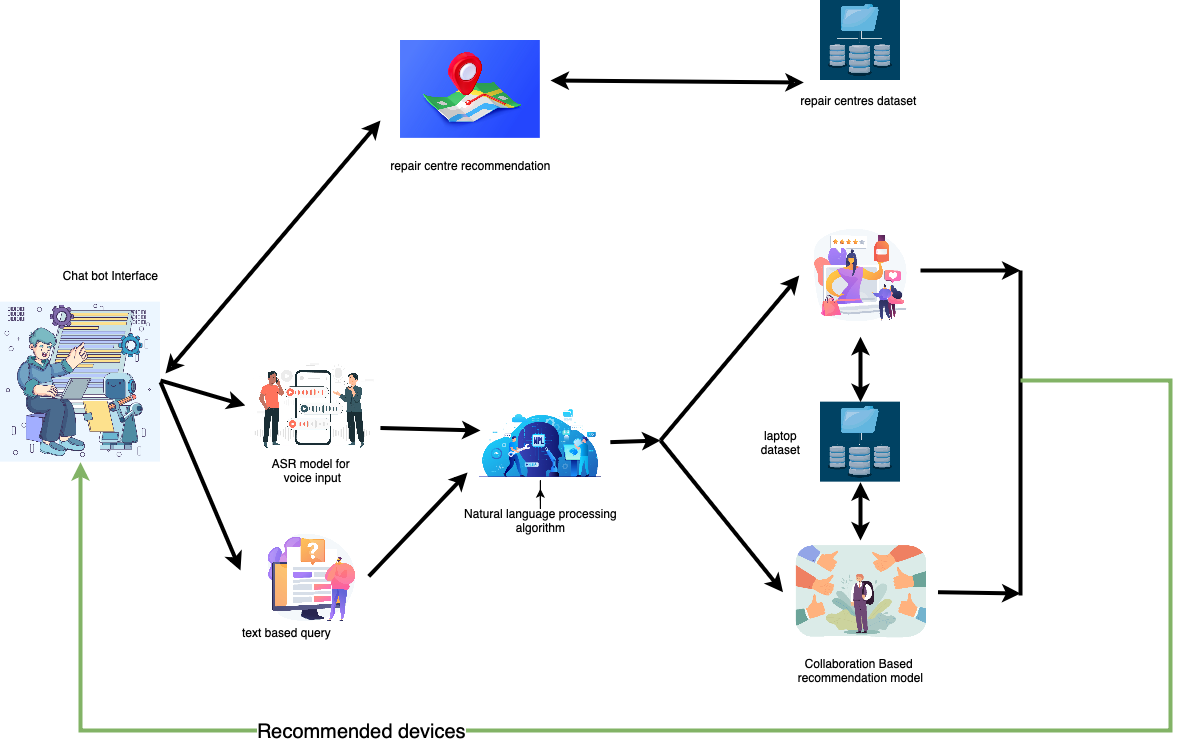 repair centres dataset
repair centre recommendation
Chat bot Interface
ASR model for
voice input
NPL
Natural language processing
algorithm
laptop
dataset
text based query
?
Collaboration Based
recommendation model
Recommended devices